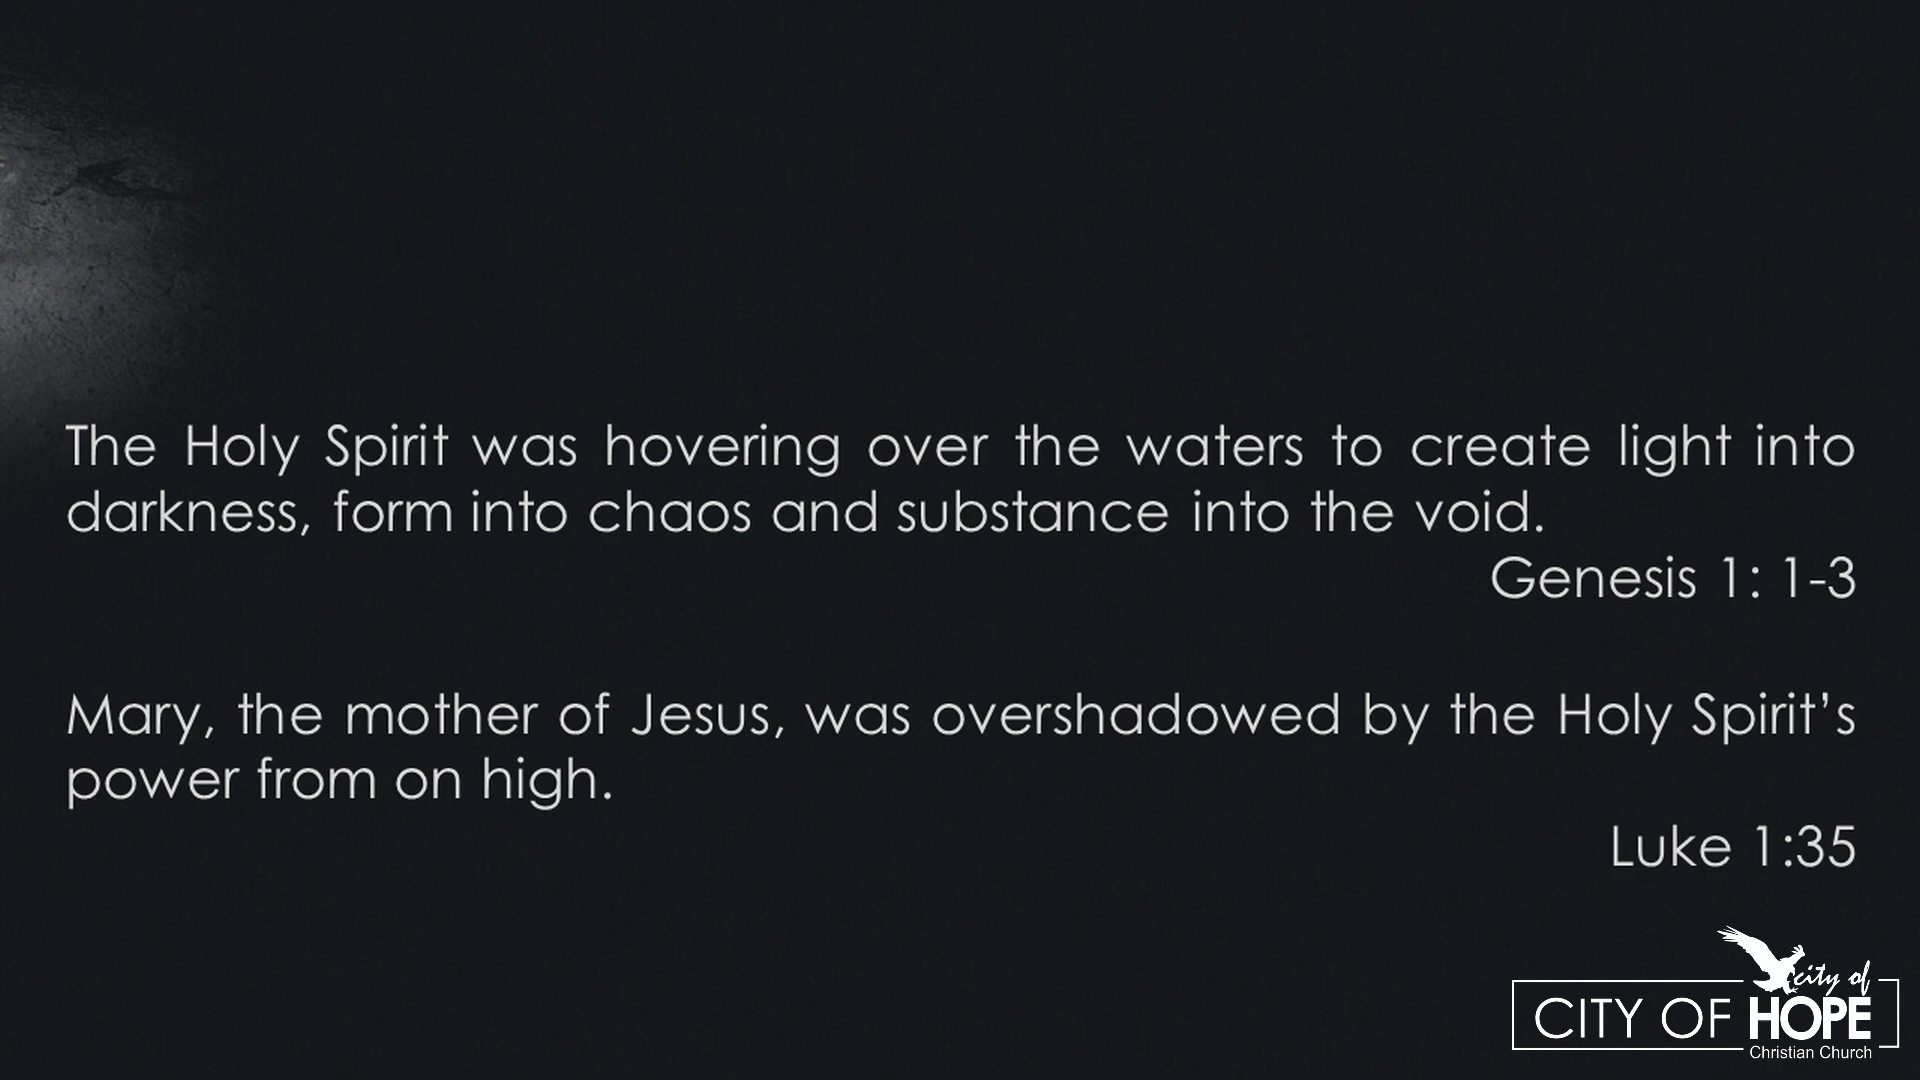 The Holy Spirit was hovering over the waters to create light into
darkness, form into chaos and substance into the void.
Genesis 1: 1-3
Mary, the mother of Jesus, was overshadowed by the Holy Spirit’s
power from on high.
Luke 1:35
city of
CITY OF HOPE
Christian Church